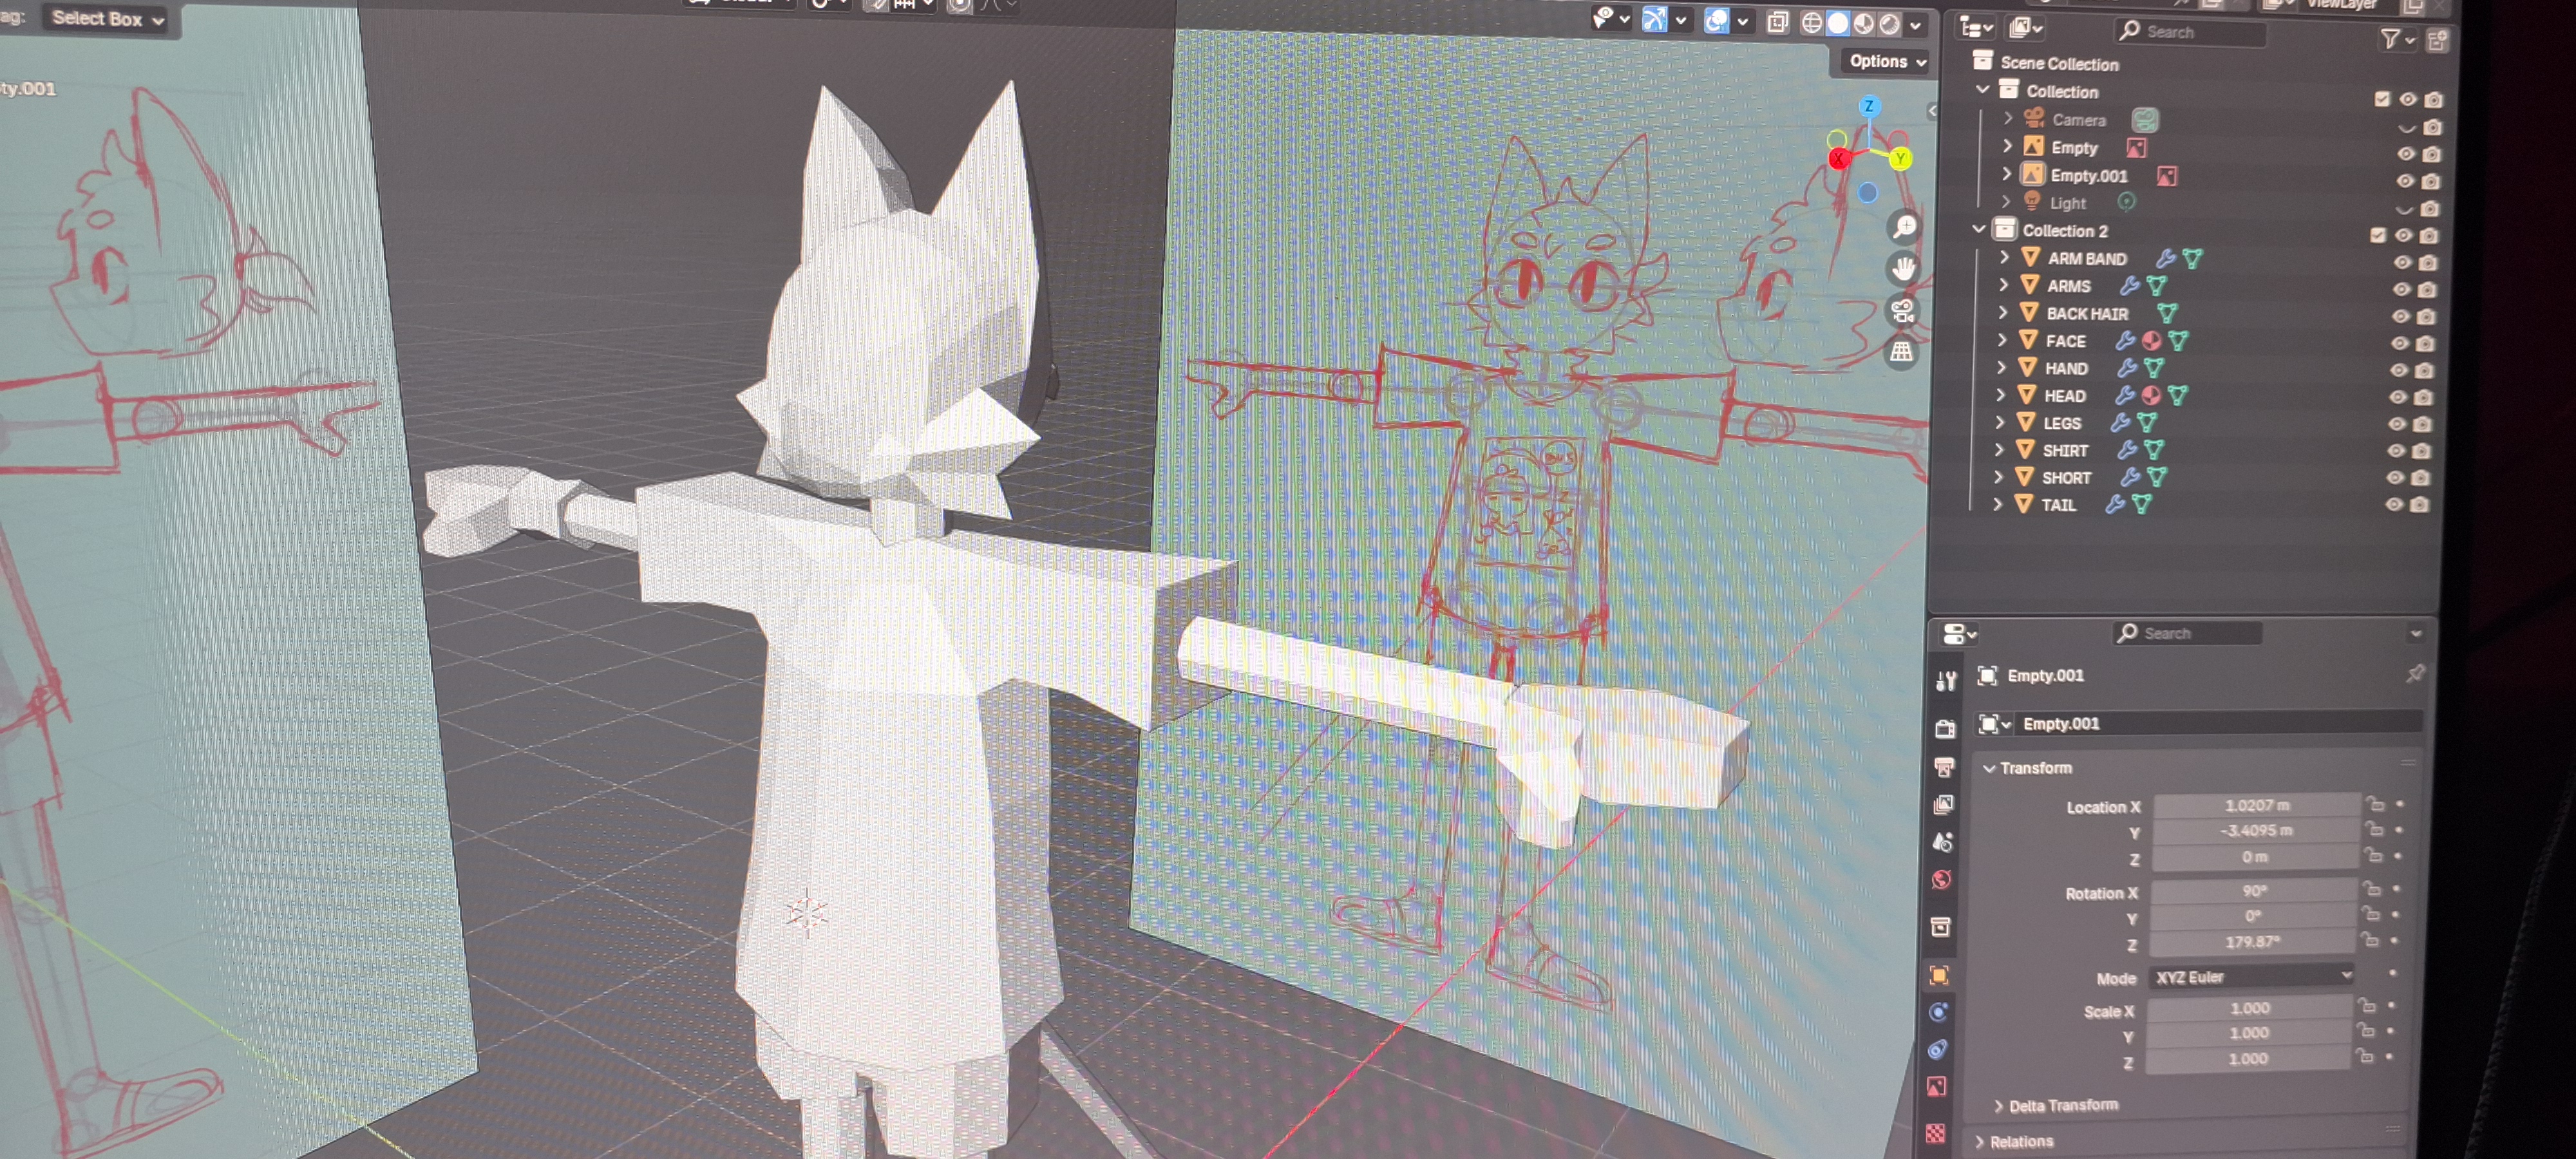 ag: Select Box
ViewLayer
Search
Options
ty.001
Z
X
Y
Scene Collection
Collection
Camera
Empty
Empty.001
Light
Collection 2
ARM BAND
ARMS
BACK HAIR
FACE
HAND
HEAD
LEGS
SHIRT
SHORT
TAIL
Search
Empty.001
Empty.001
Transform
Location X 1.0207 m
Y -3.4095 m
Z 0 m
Rotation X 90°
Y 0°
Z 179.87°
Mode XYZ Euler
Scale X 1.000
Y 1.000
Z 1.000
Delta Transform
Relations